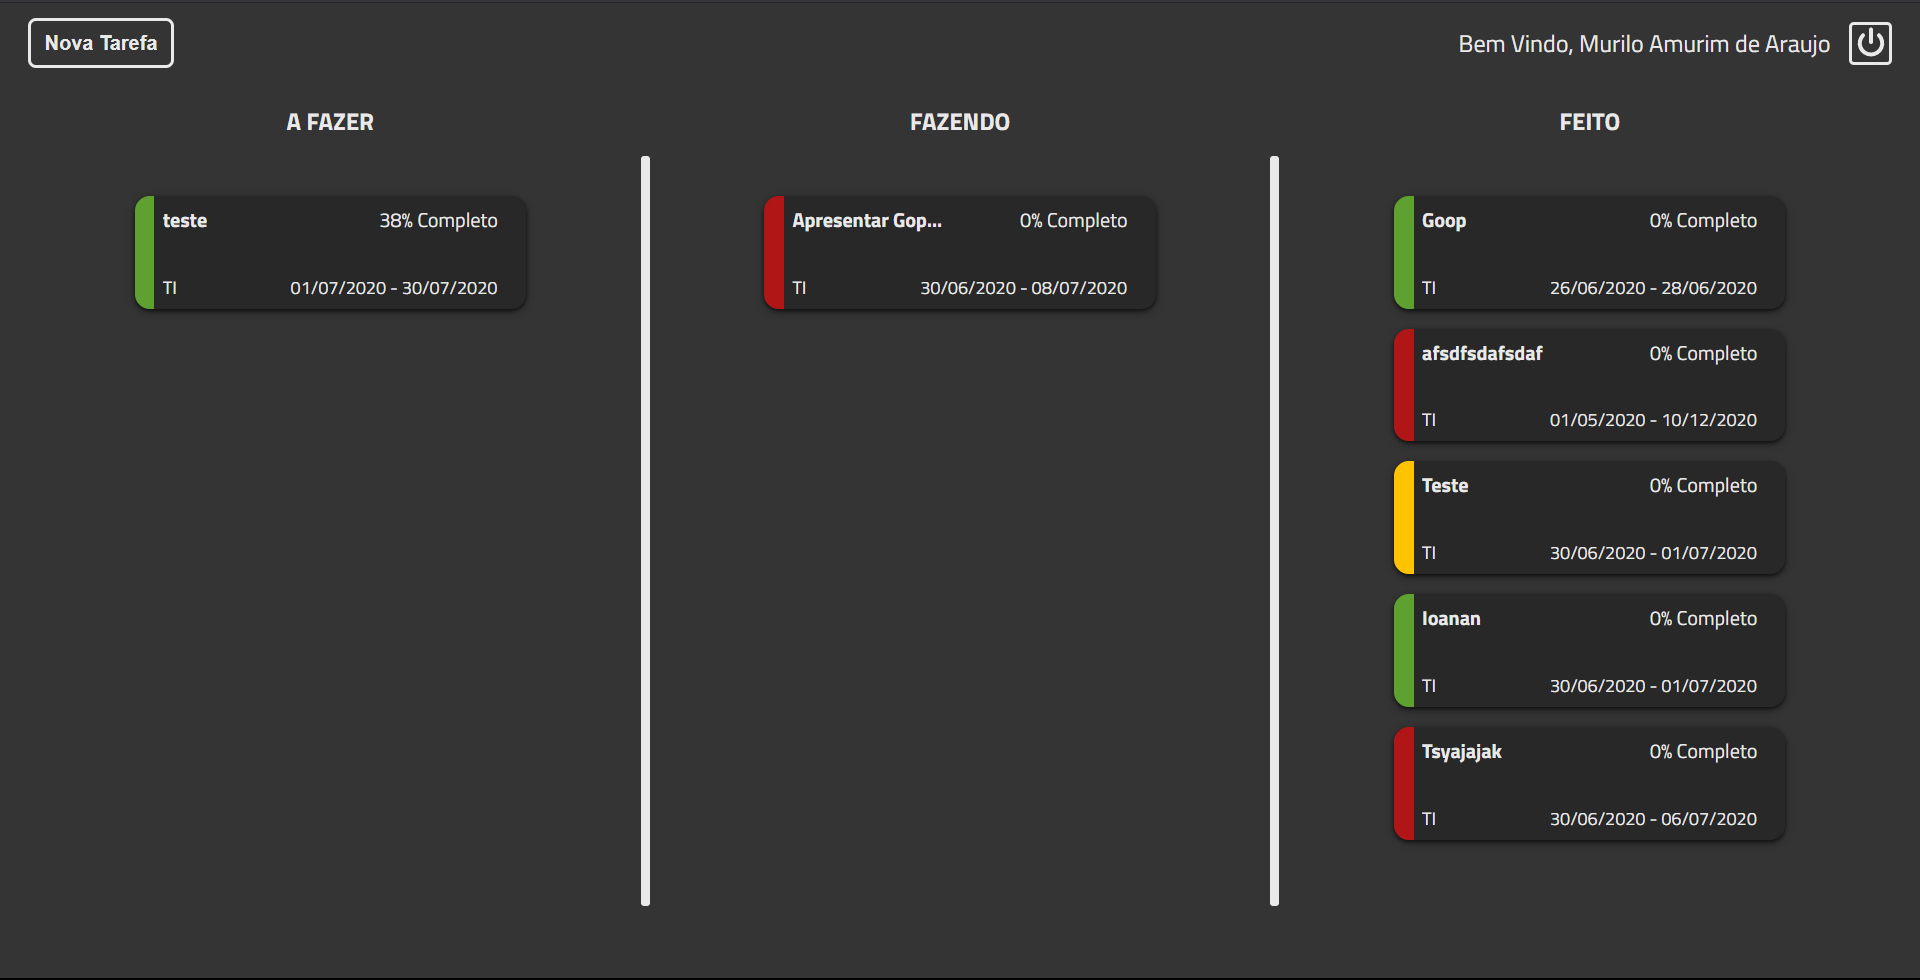 Nova Tarefa
Bem Vindo, Murilo Amurim de Araujo
A FAZER
teste 38% Completo
TI 01/07/2020 - 30/07/2020
FAZENDO
Apresentar Gop... 0% Completo
TI 30/06/2020 - 08/07/2020
FEITO
Goop 0% Completo
TI 26/06/2020 - 28/06/2020
afsdfsdafsdaf 0% Completo
TI 01/05/2020 - 10/12/2020
Teste 0% Completo
TI 30/06/2020 - 01/07/2020
Ioanan 0% Completo
TI 30/06/2020 - 01/07/2020
Tsyajajak 0% Completo
TI 30/06/2020 - 06/07/2020